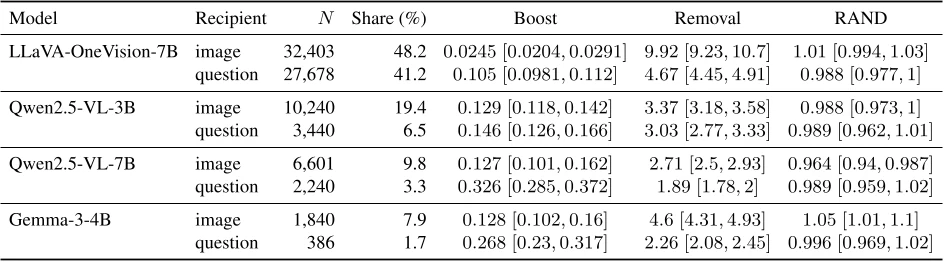 Model Recipient N Share (%) Boost Removal RAND
LLaVA-OneVision-7B image 32,403 48.2 0.0245 [0.0204, 0.0291] 9.92 [9.23, 10.7] 1.01 [0.994, 1.03]
question 27,678 41.2 0.105 [0.0981, 0.112] 4.67 [4.45, 4.91] 0.988 [0.977, 1]
Qwen2.5-VL-3B image 10,240 19.4 0.129 [0.118, 0.142] 3.37 [3.18, 3.58] 0.988 [0.973, 1]
question 3,440 6.5 0.146 [0.126, 0.166] 3.03 [2.77, 3.33] 0.989 [0.962, 1.01]
Qwen2.5-VL-7B image 6,601 9.8 0.127 [0.101, 0.162] 2.71 [2.5, 2.93] 0.964 [0.94, 0.987]
question 2,240 3.3 0.326 [0.285, 0.372] 1.89 [1.78, 2] 0.989 [0.959, 1.02]
Gemma-3-4B image 1,840 7.9 0.128 [0.102, 0.16] 4.6 [4.31, 4.93] 1.05 [1.01, 1.1]
question 386 1.7 0.268 [0.23, 0.317] 2.26 [2.08, 2.45] 0.996 [0.969, 1.02]